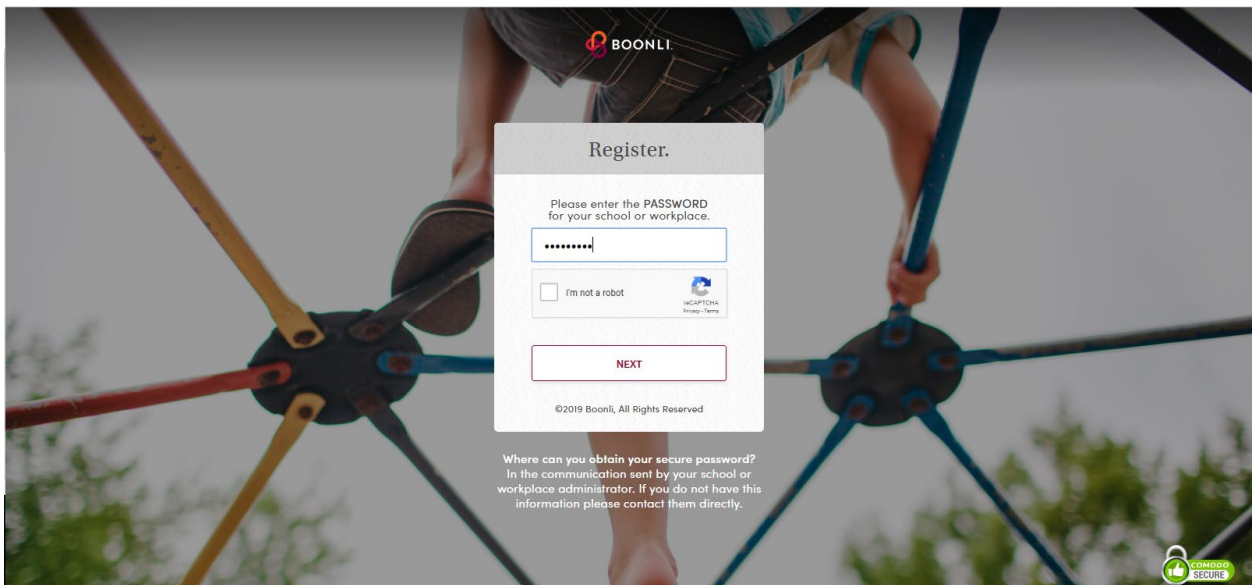 BOONLI
Register.
Please enter the PASSWORD
for your school or workplace.
•••••••••
I'm not a robot
reCAPTCHA
Privacy - Terms
NEXT
©2019 Boonli, All Rights Reserved
Where can you obtain your secure password?
In the communication sent by your school or
workplace administrator. If you do not have this
information please contact them directly.
COMODO
SECURE